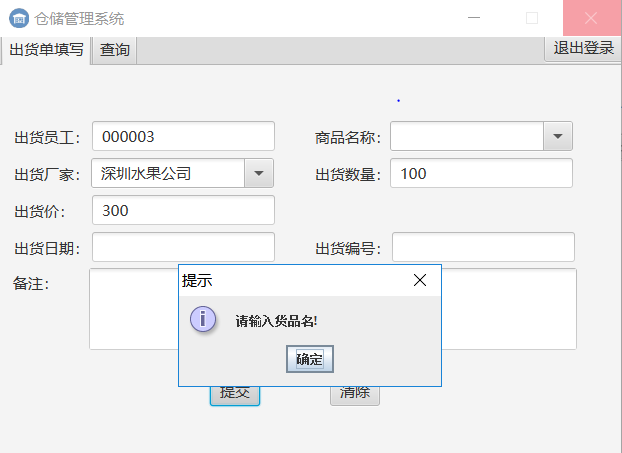 仓储管理系统
出货单填写 查询 退出登录
出货员工： 000003 商品名称：
出货厂家： 深圳水果公司 出货数量： 100
出货价： 300
出货日期： 出货编号：
备注：
提示
请输入货品名!
确定
提交 清除